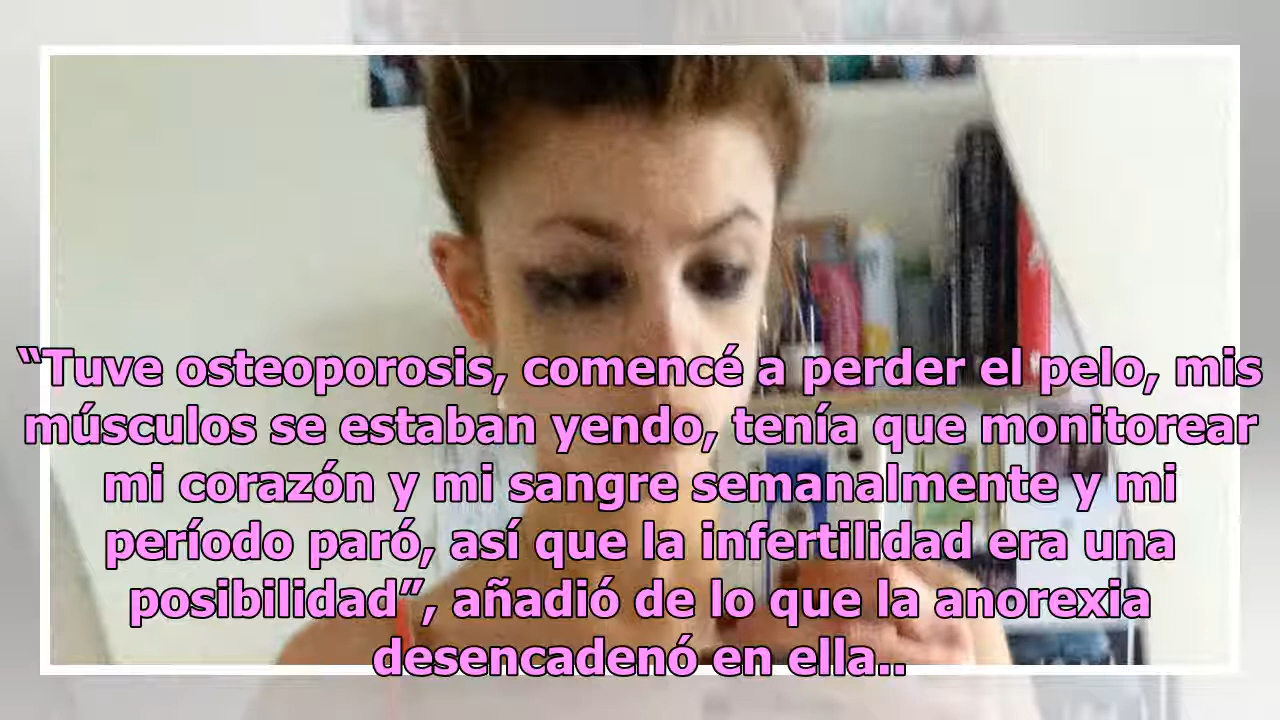 “Tuve osteoporosis, comencé a perder el pelo, mis
músculos se estaban yendo, tenía que monitorear
mi corazón y mi sangre semanalmente y mi
período paró, así que la infertilidad era una
posibilidad”, añadió de lo que la anorexia
desencadenó en ella..